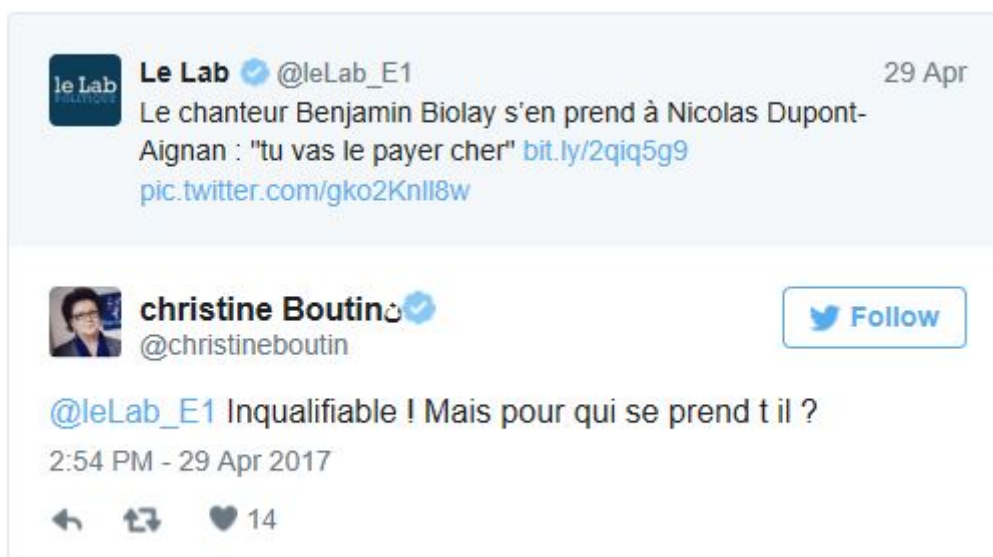 le Lab
POLITIQUE
Le Lab @leLab_E1 29 Apr
Le chanteur Benjamin Biolay s’en prend à Nicolas Dupont-
Aignan : "tu vas le payer cher" bit.ly/2qiq5g9
pic.twitter.com/gko2Knll8w
christine Boutinن
@christineboutin
Follow
@leLab_E1 Inqualifiable ! Mais pour qui se prend t il ?
2:54 PM - 29 Apr 2017
14